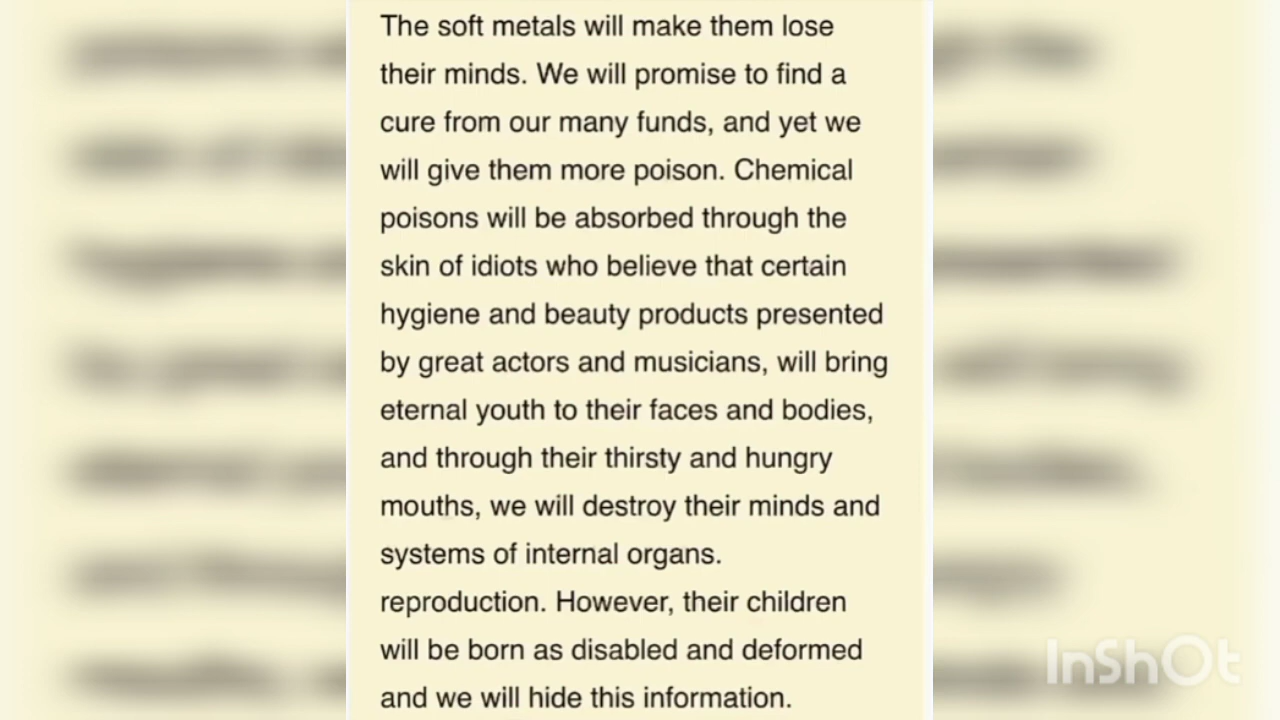 The soft metals will make them lose
their minds. We will promise to find a
cure from our many funds, and yet we
will give them more poison. Chemical
poisons will be absorbed through the
skin of idiots who believe that certain
hygiene and beauty products presented
by great actors and musicians, will bring
eternal youth to their faces and bodies,
and through their thirsty and hungry
mouths, we will destroy their minds and
systems of internal organs.
reproduction. However, their children
will be born as disabled and deformed
and we will hide this information.
InShOt